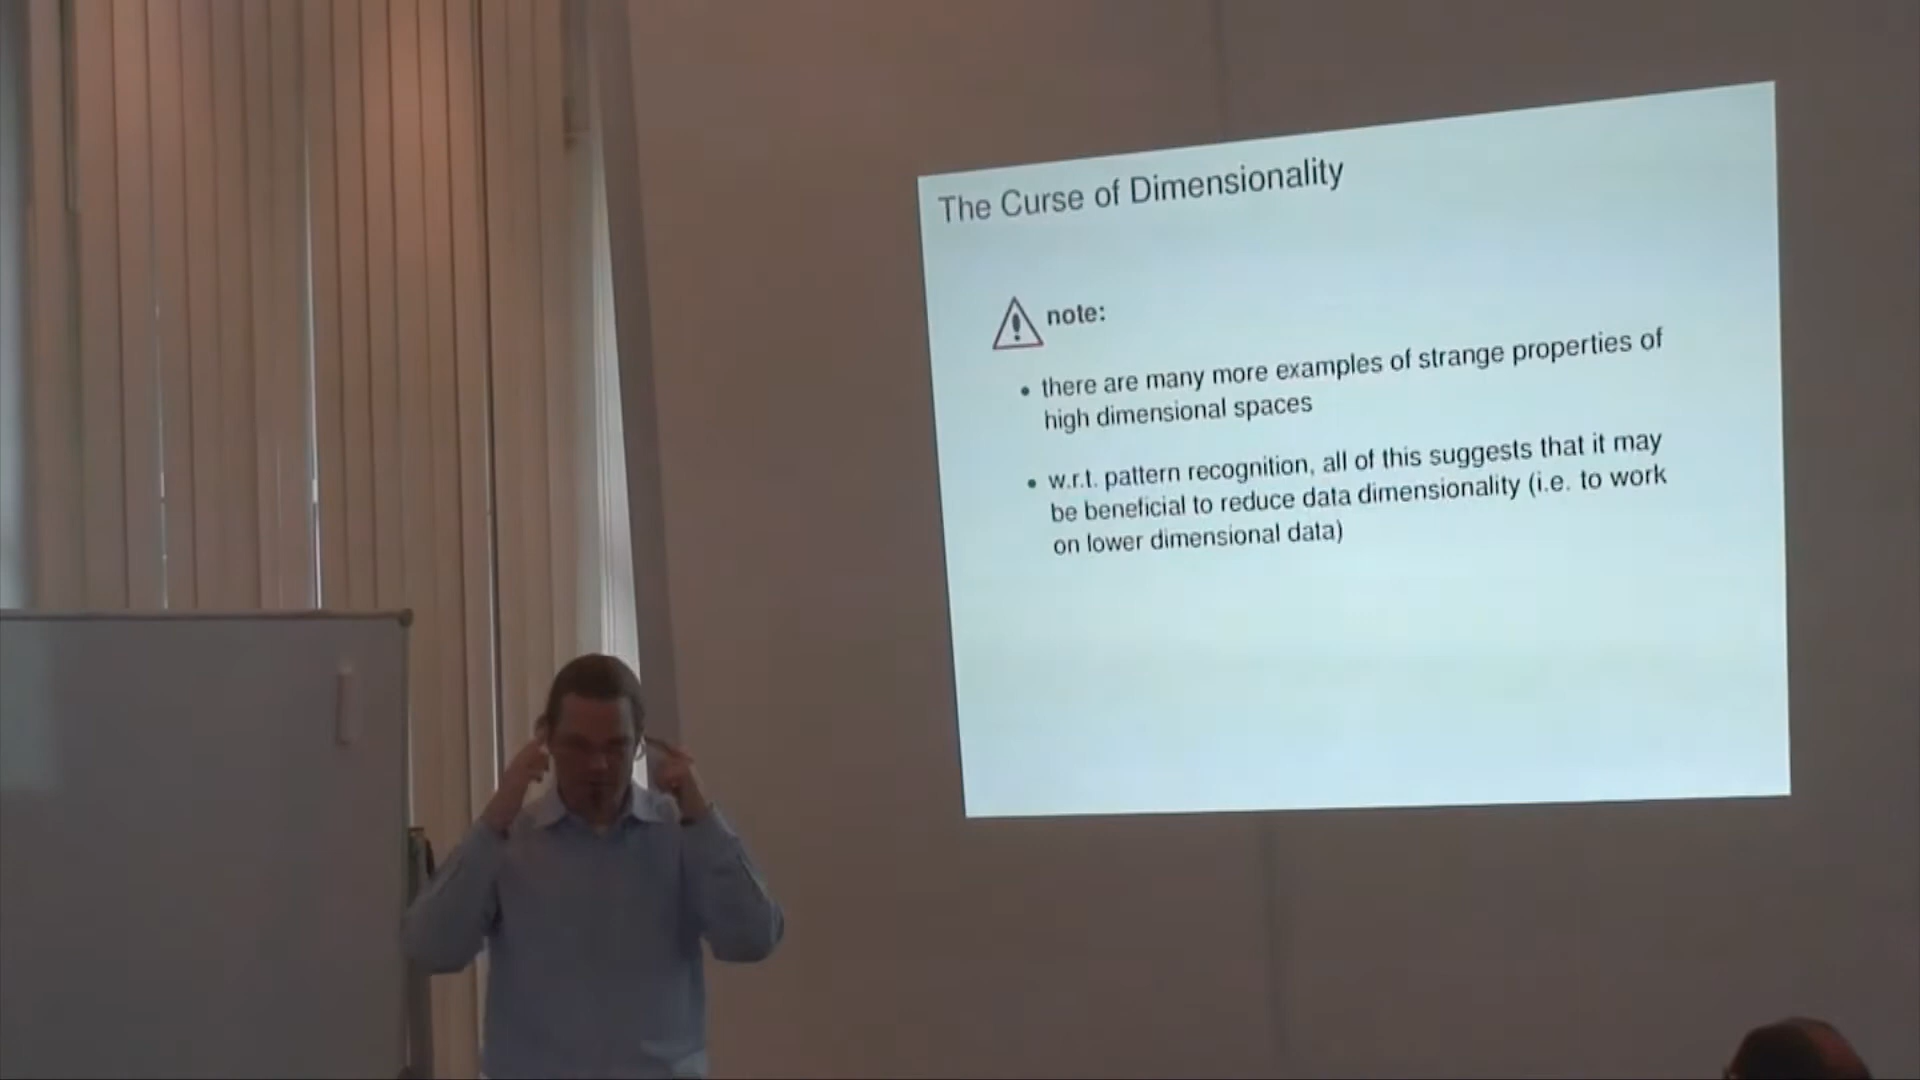 The Curse of Dimensionality
note:
• there are many more examples of strange properties of
high dimensional spaces
• w.r.t. pattern recognition, all of this suggests that it may
be beneficial to reduce data dimensionality (i.e. to work
on lower dimensional data)